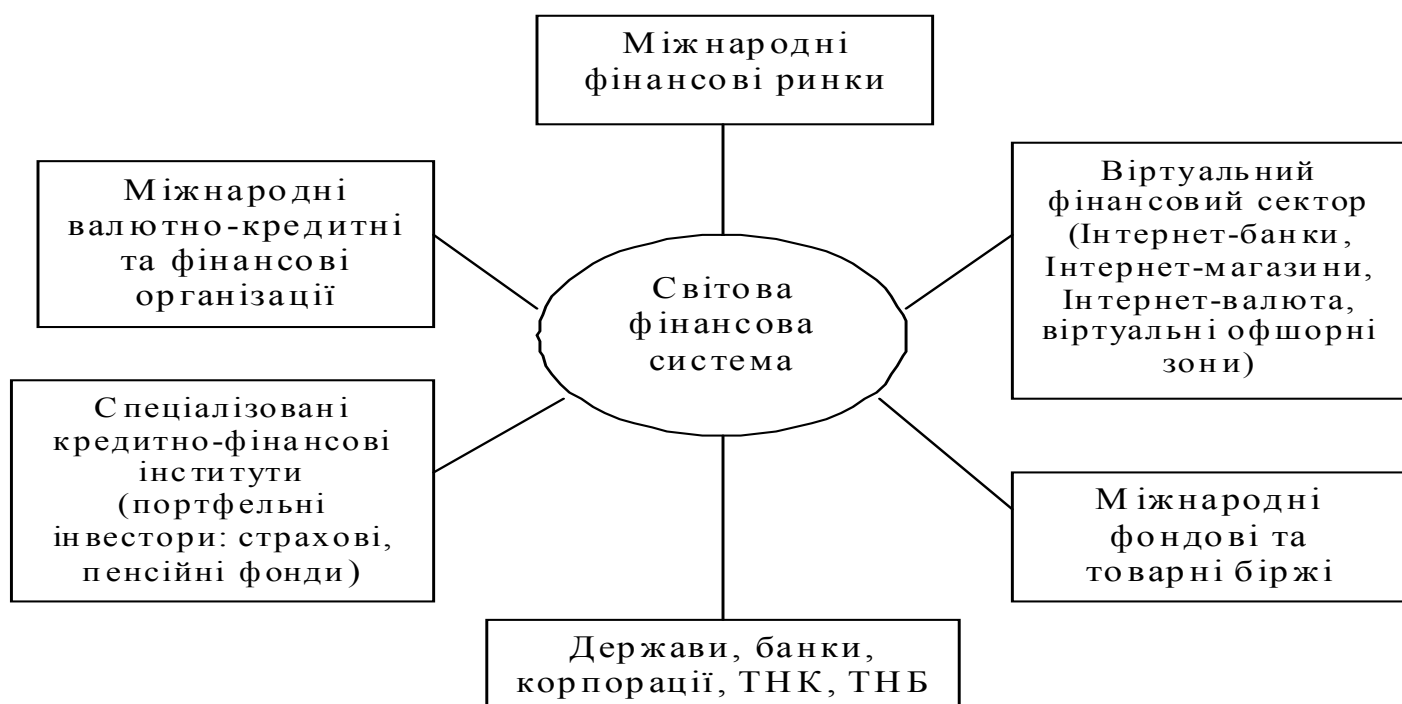 Міжнародні
фінансові ринки
Міжнародні
валютно-кредитні
та фінансові
організації
Віртуальний
фінансовий сектор
(Інтернет-банки,
Інтернет-магазини,
Інтернет-валюта,
віртуальні офшорні
зони)
Світова
фінансова
система
Спеціалізовані
кредитно-фінансові
інститути
(портфельні
інвестори: страхові,
пенсійні фонди)
Міжнародні
фондові та
товарні біржі
Держави, банки,
корпорації, ТНК, ТНБ